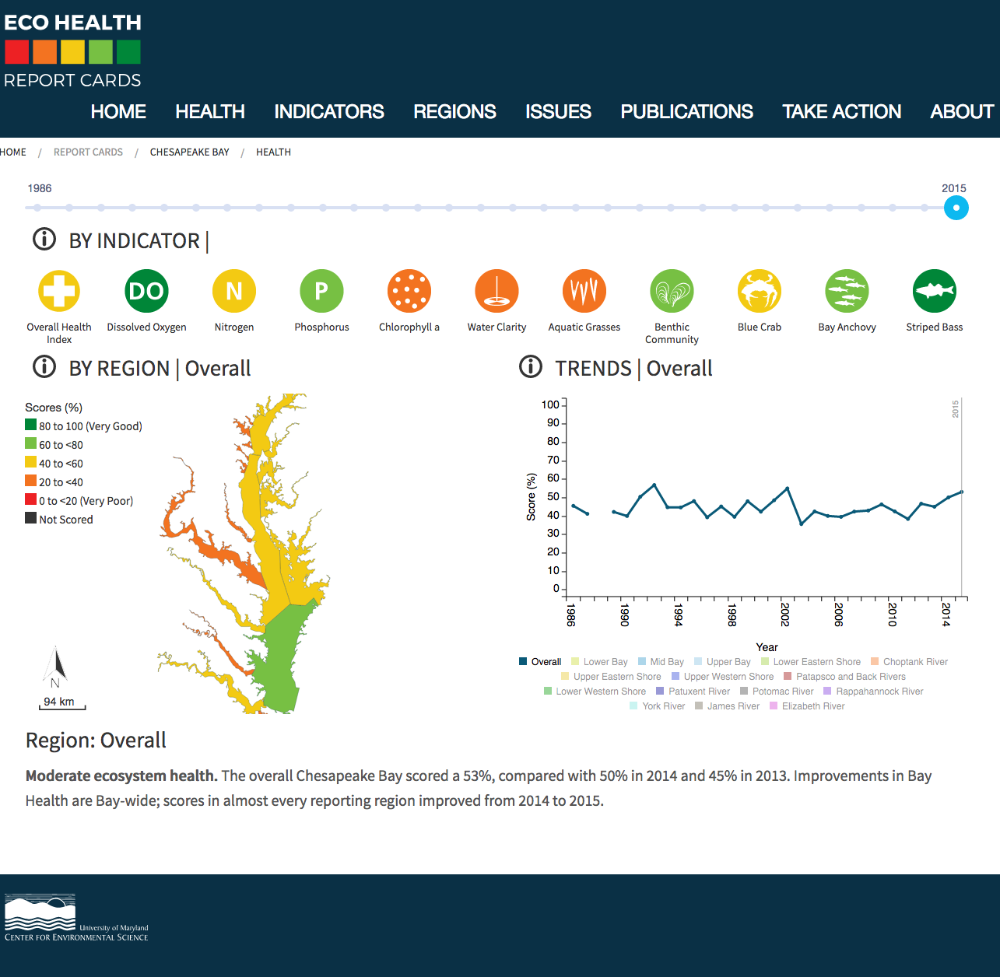 ECO HEALTH
REPORT CARDS
HOME HEALTH INDICATORS REGIONS ISSUES PUBLICATIONS TAKE ACTION ABOUT
HOME / REPORT CARDS / CHESAPEAKE BAY / HEALTH
1986 2015
BY INDICATOR |
DO N P
Overall Health Index
Dissolved Oxygen
Nitrogen
Phosphorus
Chlorophyll a
Water Clarity
Aquatic Grasses
Benthic Community
Blue Crab
Bay Anchovy
Striped Bass
BY REGION | Overall
Scores (%)
80 to 100 (Very Good)
60 to <80
40 to <60
20 to <40
0 to <20 (Very Poor)
Not Scored
N
94 km
TRENDS | Overall
2015
100
90
80
70
60
50
40
30
20
10
0
Score (%)
1986 1990 1994 1998 2002 2006 2010 2014
Year
Overall Lower Bay Mid Bay Upper Bay Lower Eastern Shore Choptank River
Upper Eastern Shore Upper Western Shore Patapsco and Back Rivers
Lower Western Shore Patuxent River Potomac River Rappahannock River
York River James River Elizabeth River
Region: Overall
Moderate ecosystem health. The overall Chesapeake Bay scored a 53%, compared with 50% in 2014 and 45% in 2013. Improvements in Bay
Health are Bay-wide; scores in almost every reporting region improved from 2014 to 2015.
University of Maryland
CENTER FOR ENVIRONMENTAL SCIENCE